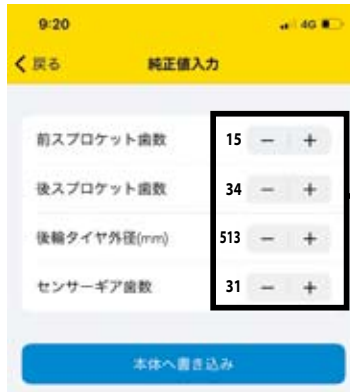 9:20 4G
戻る 純正値入力
前スプロケット歯数 15 − +
後スプロケット歯数 34 − +
後輪タイヤ外径(mm) 513 − +
センサーギア歯数 31 − +
本体へ書き込み